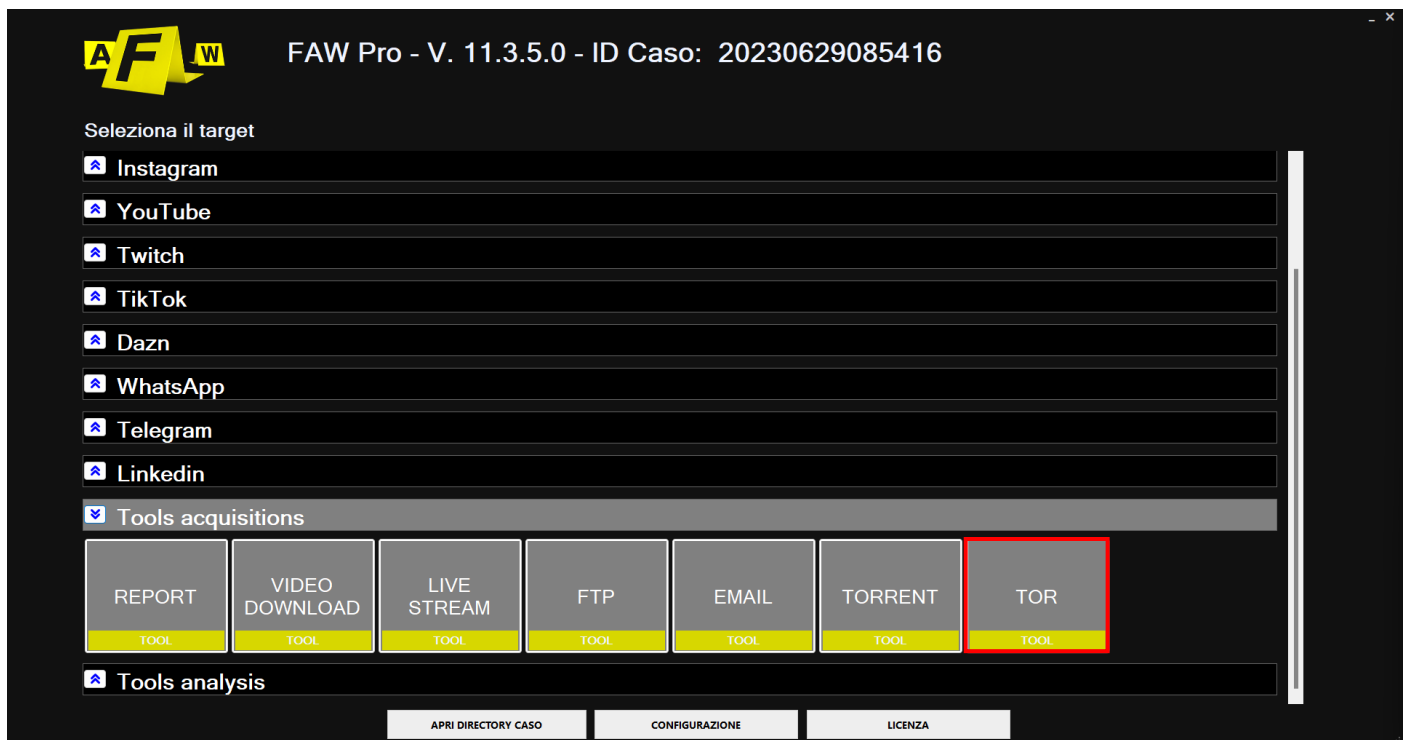 A F W
FAW Pro - V. 11.3.5.0 - ID Caso: 20230629085416
Seleziona il target
Instagram
YouTube
Twitch
TikTok
Dazn
WhatsApp
Telegram
Linkedin
Tools acquisitions
REPORT
TOOL
VIDEO
DOWNLOAD
TOOL
LIVE
STREAM
TOOL
FTP
TOOL
EMAIL
TOOL
TORRENT
TOOL
TOR
TOOL
Tools analysis
APRI DIRECTORY CASO
CONFIGURAZIONE
LICENZA